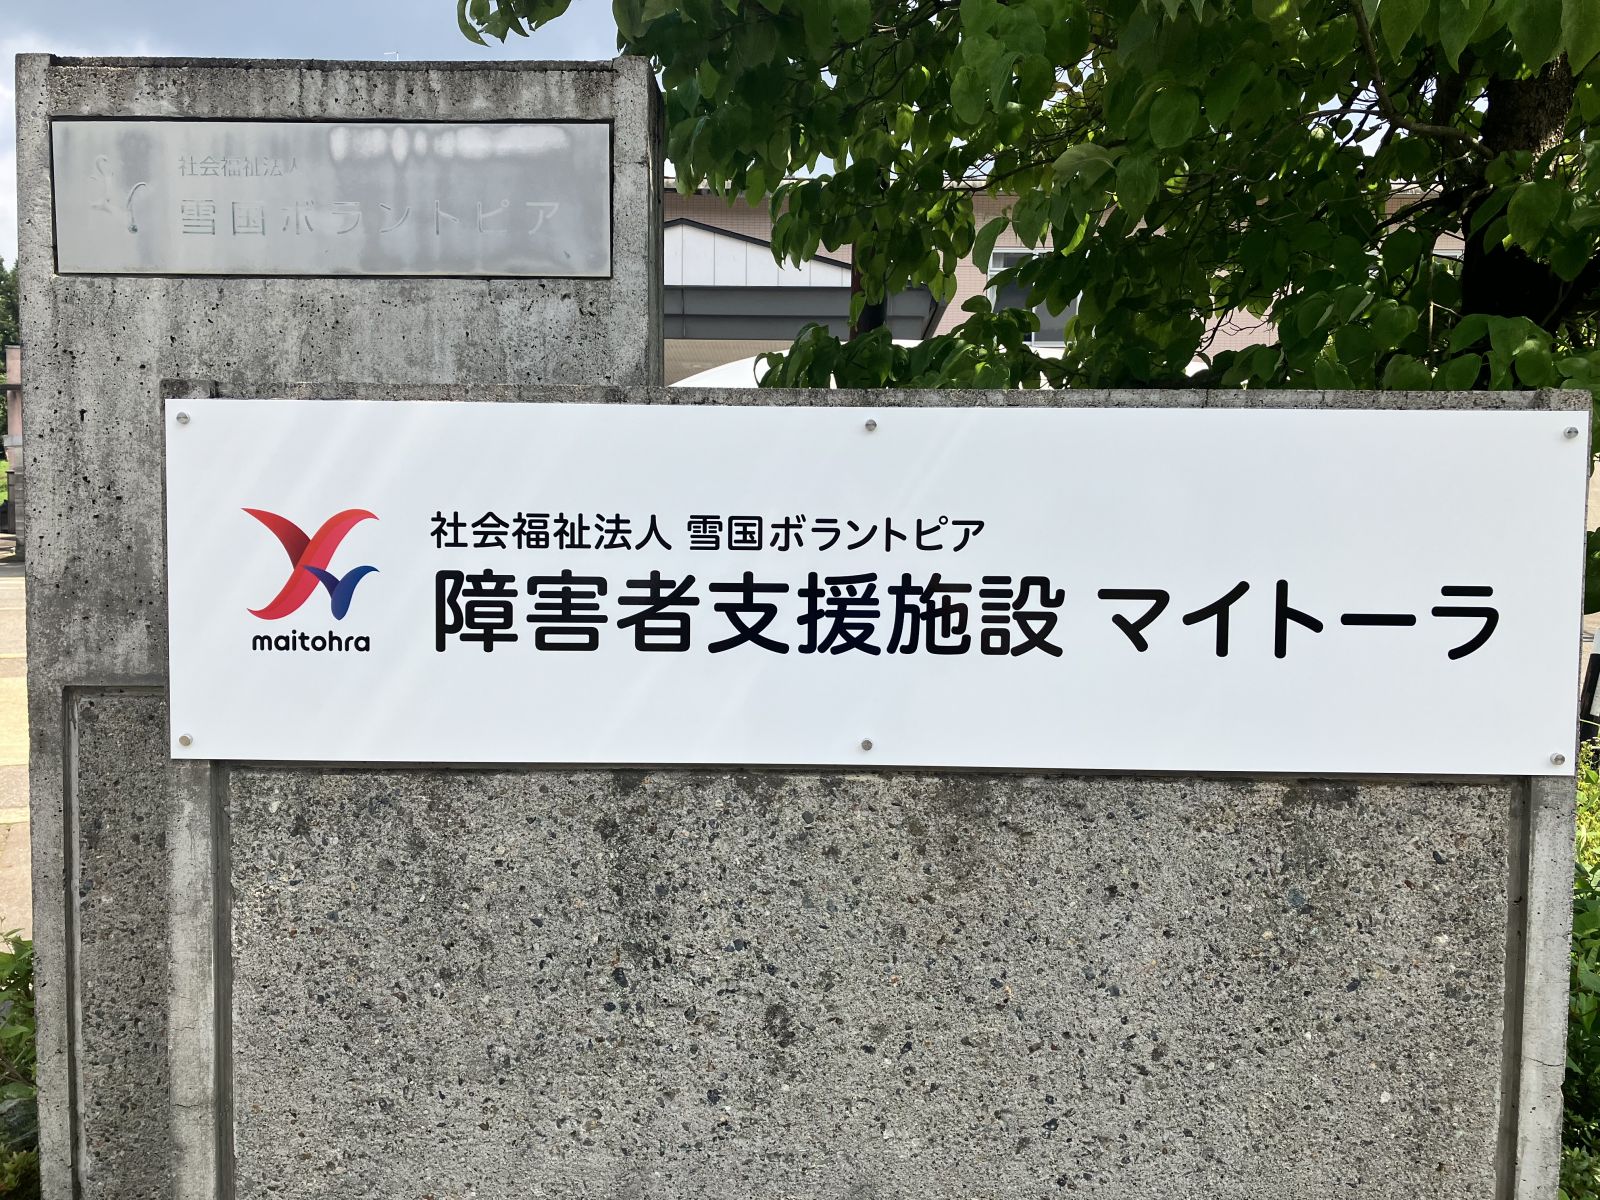 社会福祉法人
雪国ボラントピア
社会福祉法人 雪国ボラントピア
障害者支援施設 マイトーラ
maitohra